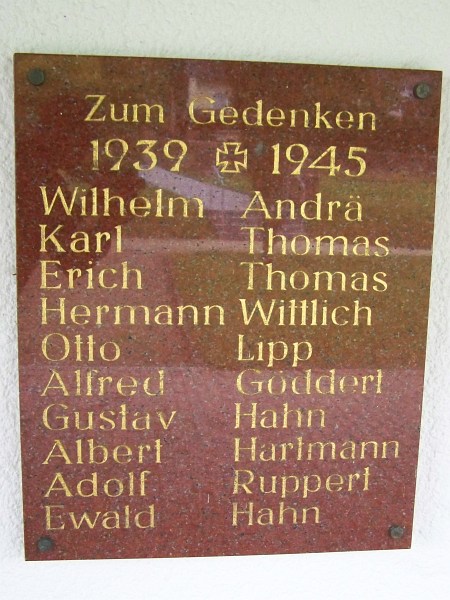 Zum Gedenken
1939 ✠ 1945
Wilhelm Andrä
Karl Thomas
Erich Thomas
Hermann Wittlich
Otto Lipp
Alfred Göddert
Gustav Hahn
Albert Hartmann
Adolf Ruppert
Ewald Hahn